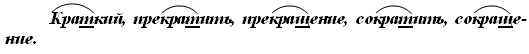 Краткий, прекратить, прекращение, сократить, сокраще-
ние.